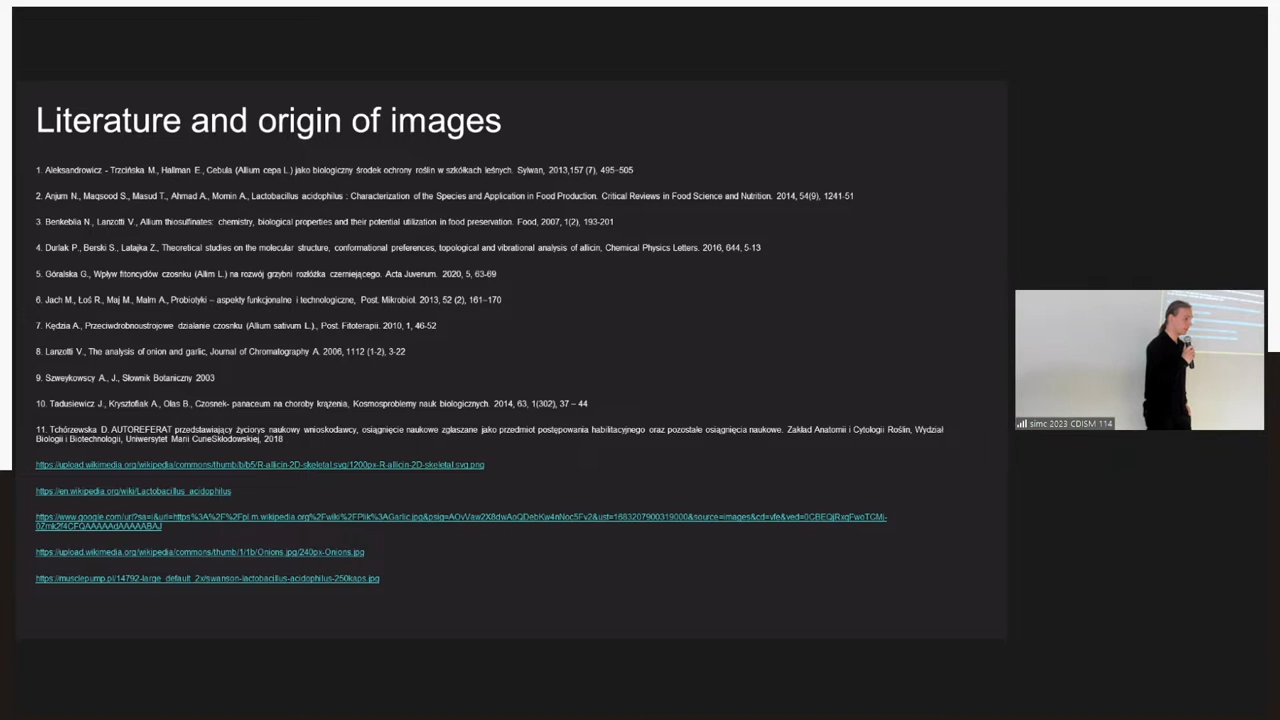 Literature and origin of images
1. Aleksandrowicz - Trzcińska M., Hallman E., Cebula (Allium cepa L.) jako biologiczny środek ochrony roślin w szkółkach leśnych. Sylwan, 2013,157 (7), 495–505
2. Anjum N., Maqsood S., Masud T., Ahmad A., Momin A., Lactobacillus acidophilus : Characterization of the Species and Application in Food Production. Critical Reviews in Food Science and Nutrition. 2014, 54(9), 1241-51
3. Benkeblia N., Lanzotti V., Allium thiosulfinates: chemistry, biological properties and their potential utilization in food preservation. Food, 2007, 1(2), 193-201
4. Durlak P., Berski S., Latajka Z., Theoretical studies on the molecular structure, conformational preferences, topological and vibrational analysis of allicin, Chemical Physics Letters. 2016, 644, 5-13
5. Góralska G., Wpływ fitoncydów czosnku (Allim L.) na rozwój grzybni rozłóżka czerniejącego. Acta Juvenum. 2020, 5, 63-69
6. Jach M., Łoś R., Maj M., Malm A., Probiotyki – aspekty funkcjonalne i technologiczne, Post. Mikrobiol. 2013, 52 (2), 161–170
7. Kędzia A., Przeciwdrobnoustrojowe działanie czosnku (Alium sativum L.)., Post. Fitoterapii. 2010, 1, 46-52
8. Lanzotti V., The analysis of onion and garlic, Journal of Chromatography A. 2006, 1112 (1-2), 3-22
9. Szweykowscy A., J., Słownik Botaniczny 2003
10. Tadusiewicz J., Krysztofiak A., Olas B., Czosnek- panaceum na choroby krążenia, Kosmosproblemy nauk biologicznych. 2014, 63, 1(302), 37 – 44
11. Tchórzewska D. AUTOREFERAT przedstawiający życiorys naukowy wnioskodawcy, osiągnięcie naukowe zgłaszane jako przedmiot postępowania habilitacyjnego oraz pozostałe osiągnięcia naukowe. Zakład Anatomii i Cytologii Roślin, Wydział
Biologii i Biotechnologii, Uniwersytet Marii CurieSkłodowskiej, 2018
https://upload.wikimedia.org/wikipedia/commons/thumb/b/b5/R-allicin-2D-skeletal.svg/1200px-R-allicin-2D-skeletal.svg.png
https://en.wikipedia.org/wiki/Lactobacillus_acidophilus
https://www.google.com/url?sa=i&url=https%3A%2F%2Fpl.m.wikipedia.org%2Fwiki%2FPlik%3AGarlic.jpg&psig=AOvVaw2X8dwAoQDebKw4nNoc5Fv2&ust=1683207900319000&source=images&cd=vfe&ved=0CBEQjRxqFwoTCMj-
0Zmk2f4CFQAAAAAdAAAAABAJ
https://upload.wikimedia.org/wikipedia/commons/thumb/1/1b/Onions.jpg/240px-Onions.jpg
https://musclepump.pl/14792-large_default_2x/swanson-lactobacillus-acidophilus-250kaps.jpg
simc 2023 CDISM 114